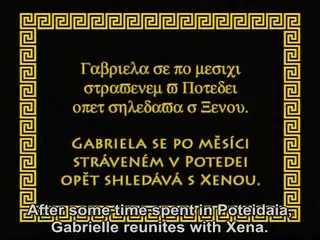 Γαβριελα σε πο μεσιχι
στραϖενεμ ϖ Ποτεδει
οπετ σηλεδαϖα σ Ξενου.
GABRIELA SE PO MĚSÍCI
STRÁVENÉM V POTEDEI
OPĚT SHLEDÁVÁ S XENOU.
After some time spent in Poteidaia,
Gabrielle reunites with Xena.